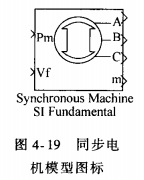 A
Pm
B
C
Vf
m
Synchronous Machine
SI Fundamental
图 4-19 同步电
机模型图标